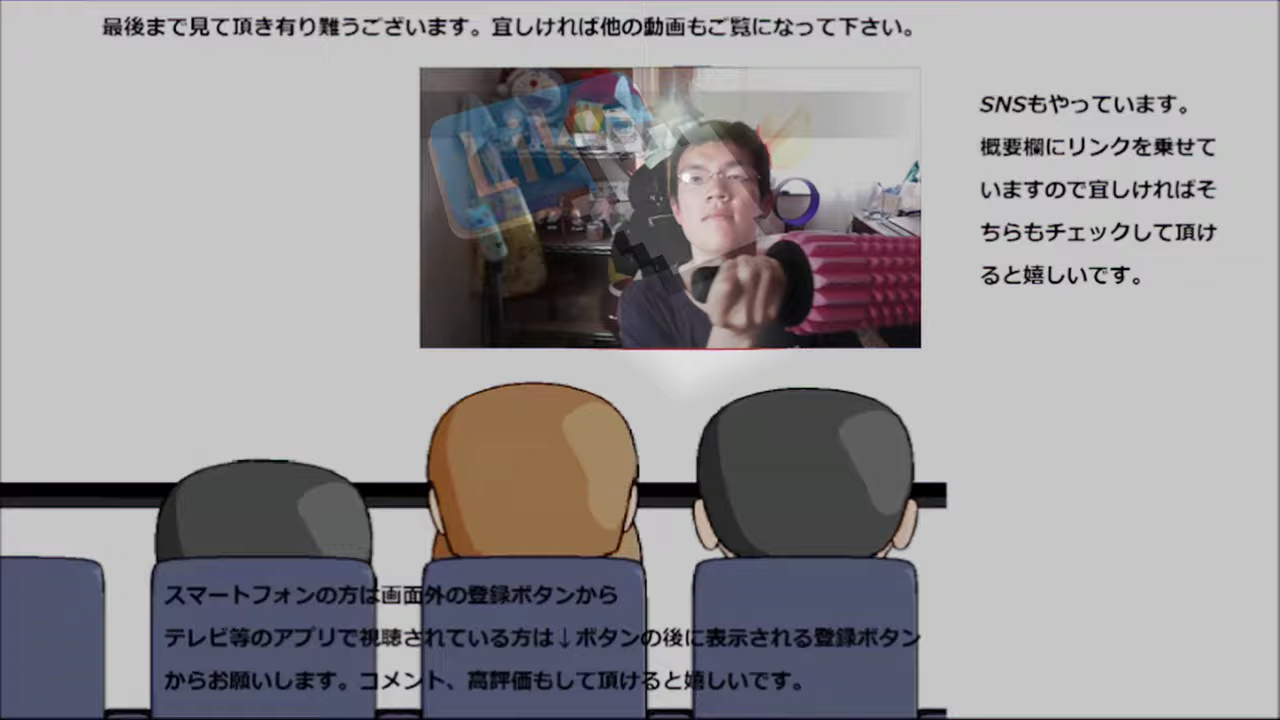 最後まで見て頂き有り難うございます。宜しければ他の動画もご覧になって下さい。
Like
SNSもやっています。
概要欄にリンクを乗せて
いますので宜しければそ
ちらもチェックして頂け
ると嬉しいです。
スマートフォンの方は画面外の登録ボタンから
テレビ等のアプリで視聴されている方は↓ボタンの後に表示される登録ボタン
からお願いします。コメント、高評価もして頂けると嬉しいです。